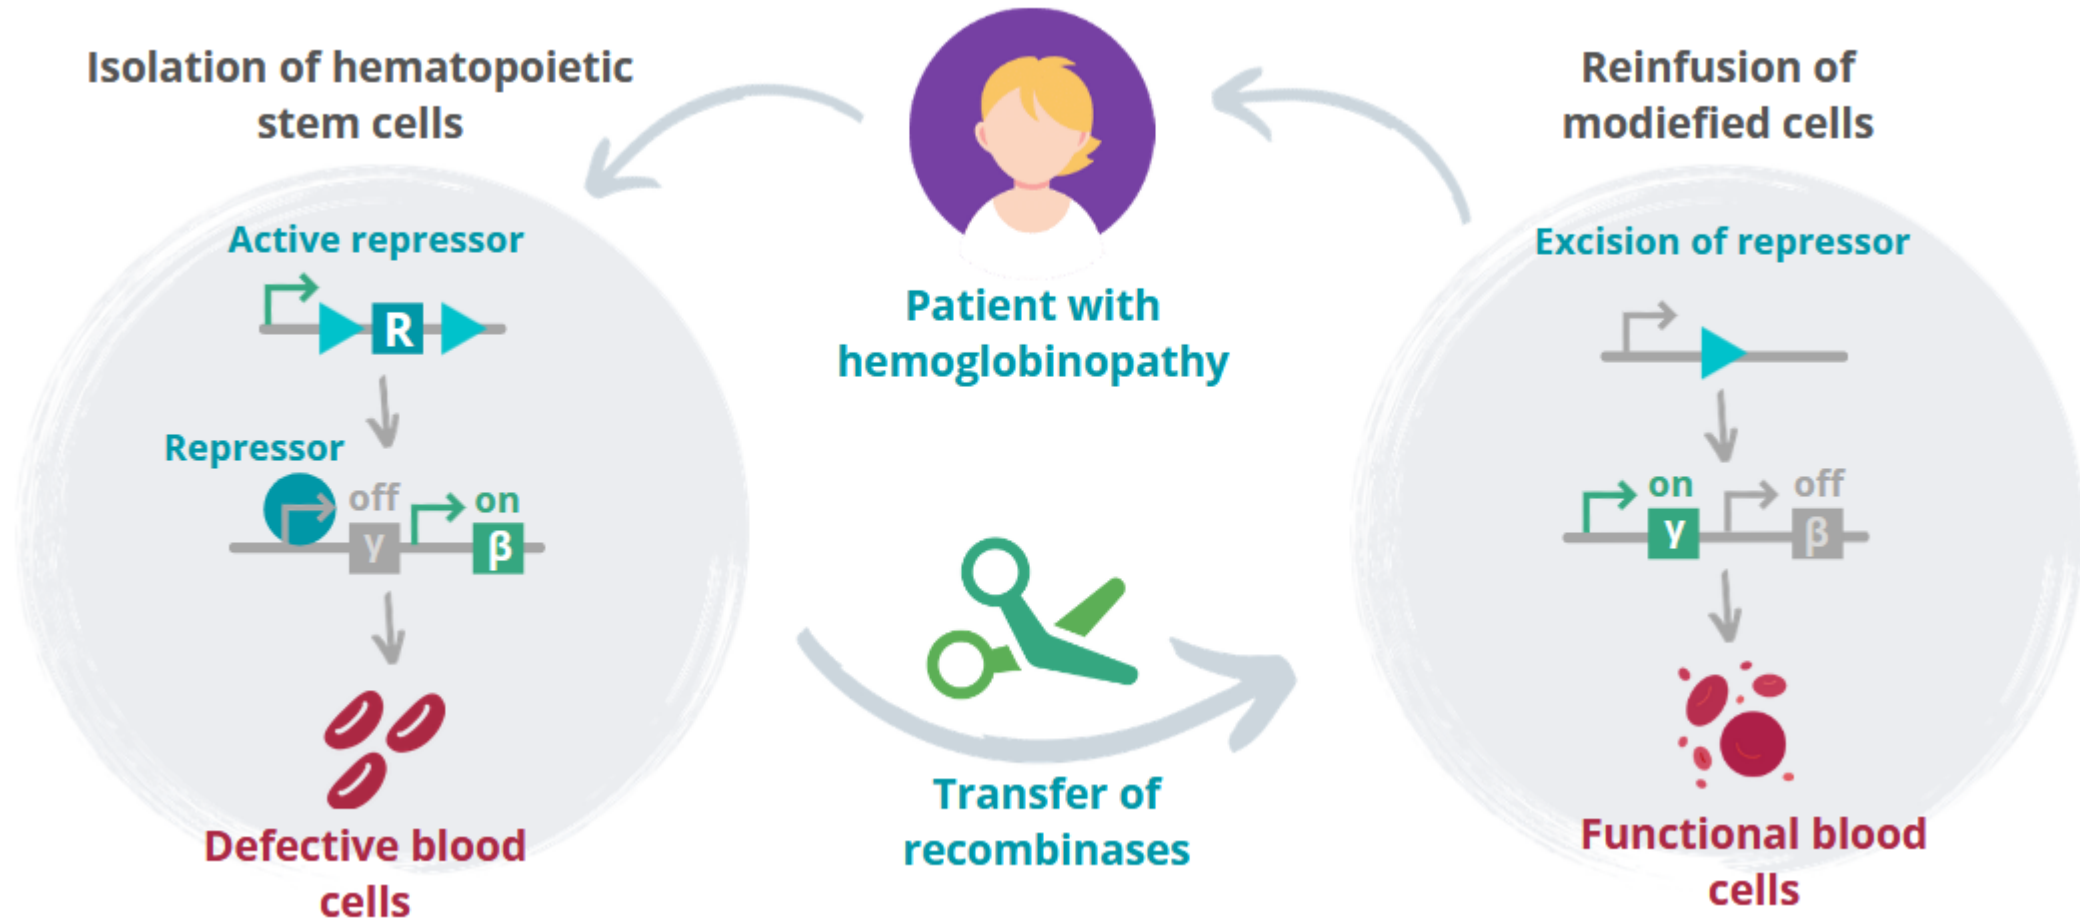 Isolation of hematopoietic
stem cells
Active repressor
R
Repressor
off
on
γ
β
Defective blood
cells
Patient with
hemoglobinopathy
Transfer of
recombinases
Reinfusion of
modiefied cells
Excision of repressor
on
off
γ
β
Functional blood
cells